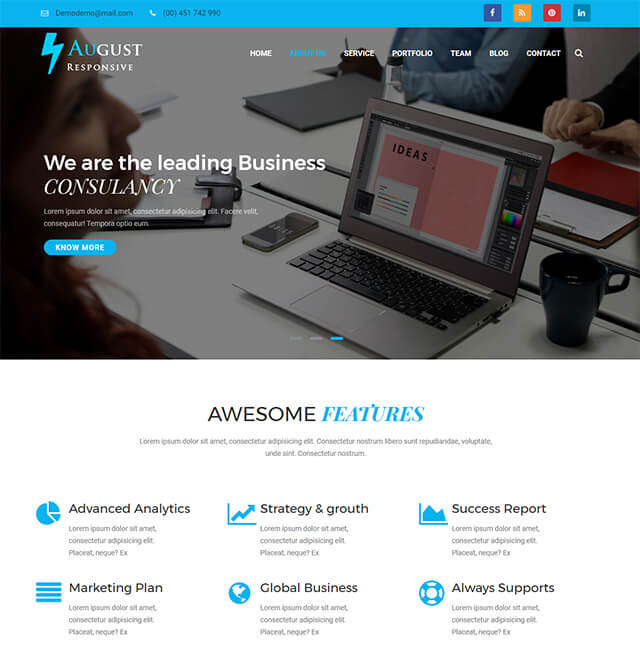 Demodemo@mail.com (00) 451 742 990
AUGUST
RESPONSIVE
HOME ABOUT US SERVICE PORTFOLIO TEAM BLOG CONTACT
IDEAS
We are the leading Business
CONSULANCY
Lorem ipsum dolor sit amet, consectetur adipisicing elit. Facere velit,
consequatur! Tempora optio eum.
KNOW MORE
AWESOME FEATURES
Lorem ipsum dolor sit amet, consectetur adipisicing elit. Consectetur nostrum libero sunt repudiandae, voluptate,
unde sint. Consectetur nostrum.
Advanced Analytics
Lorem ipsum dolor sit amet,
consectetur adipisicing elit.
Placeat, neque? Ex
Strategy & grouth
Lorem ipsum dolor sit amet,
consectetur adipisicing elit.
Placeat, neque? Ex
Success Report
Lorem ipsum dolor sit amet,
consectetur adipisicing elit.
Placeat, neque? Ex
Marketing Plan
Lorem ipsum dolor sit amet,
consectetur adipisicing elit.
Placeat, neque? Ex
Global Business
Lorem ipsum dolor sit amet,
consectetur adipisicing elit.
Placeat, neque? Ex
Always Supports
Lorem ipsum dolor sit amet,
consectetur adipisicing elit.
Placeat, neque? Ex